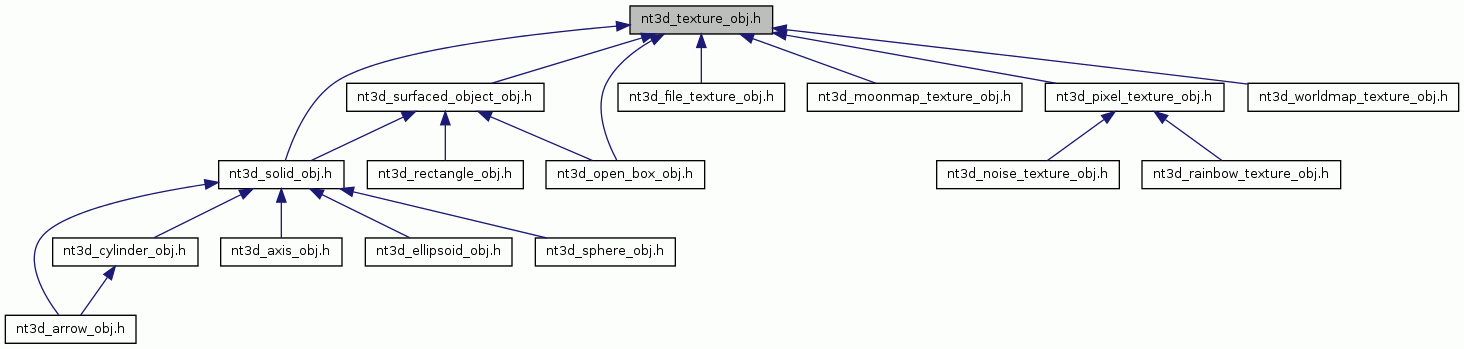 nt3d_texture_obj.h
nt3d_surfaced_object_obj.h
nt3d_file_texture_obj.h
nt3d_moonmap_texture_obj.h
nt3d_pixel_texture_obj.h
nt3d_worldmap_texture_obj.h
nt3d_solid_obj.h
nt3d_rectangle_obj.h
nt3d_open_box_obj.h
nt3d_noise_texture_obj.h
nt3d_rainbow_texture_obj.h
nt3d_cylinder_obj.h
nt3d_axis_obj.h
nt3d_ellipsoid_obj.h
nt3d_sphere_obj.h
nt3d_arrow_obj.h